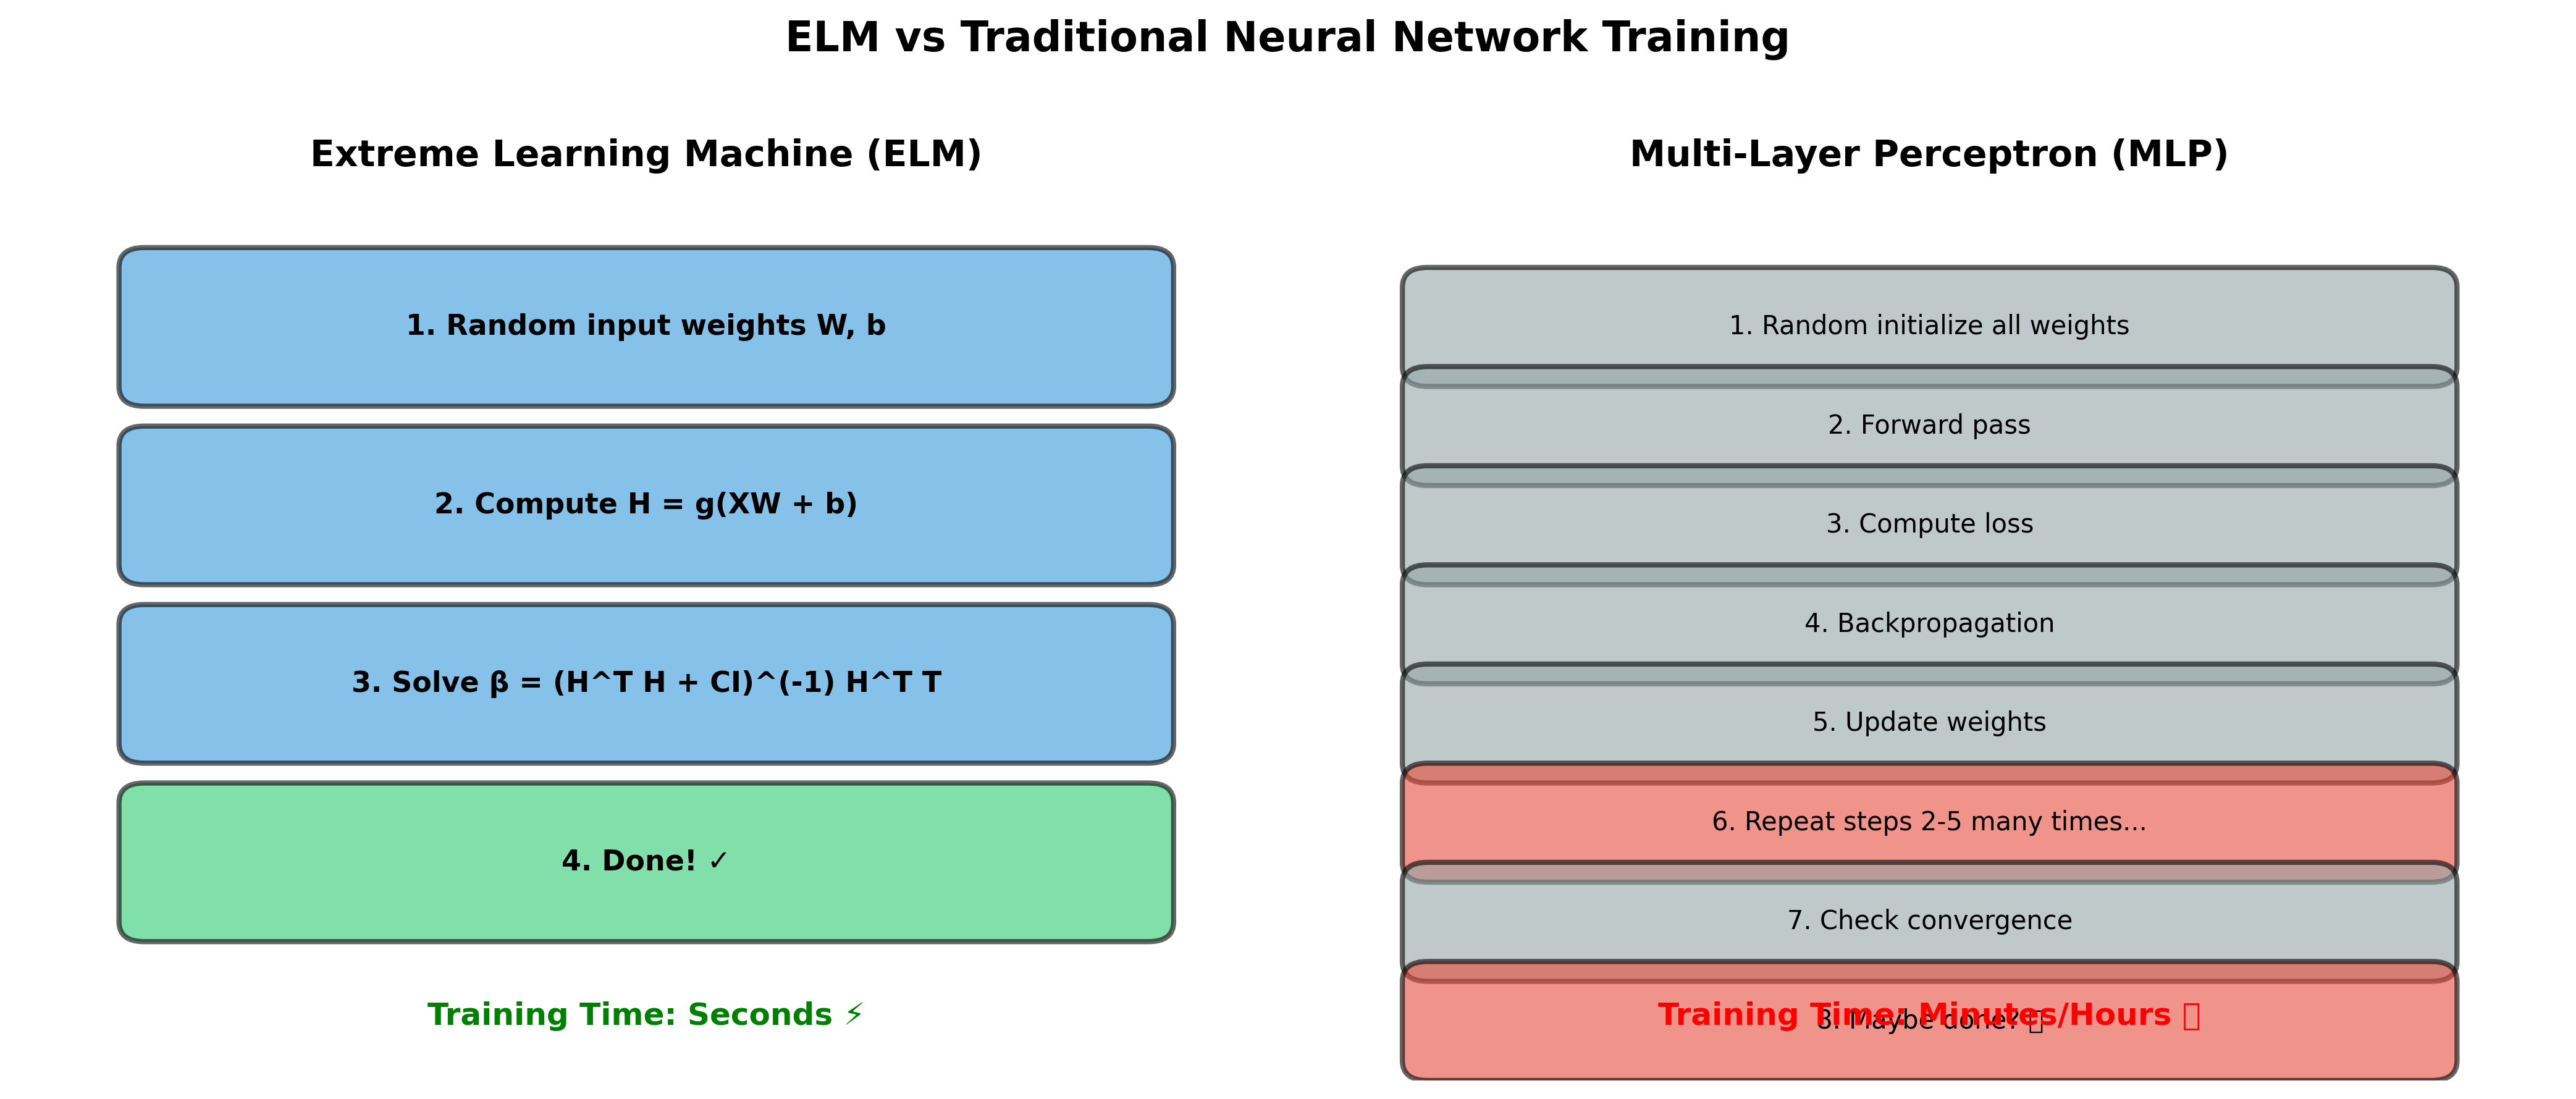 ELM vs Traditional Neural Network Training
Extreme Learning Machine (ELM)
1. Random input weights W, b
2. Compute H = g(XW + b)
3. Solve β = (H^T H + CI)^(-1) H^T T
4. Done! ✓
Training Time: Seconds ⚡
Multi-Layer Perceptron (MLP)
1. Random initialize all weights
2. Forward pass
3. Compute loss
4. Backpropagation
5. Update weights
6. Repeat steps 2-5 many times...
7. Check convergence
8. Maybe done?
Training Time: Minutes/Hours